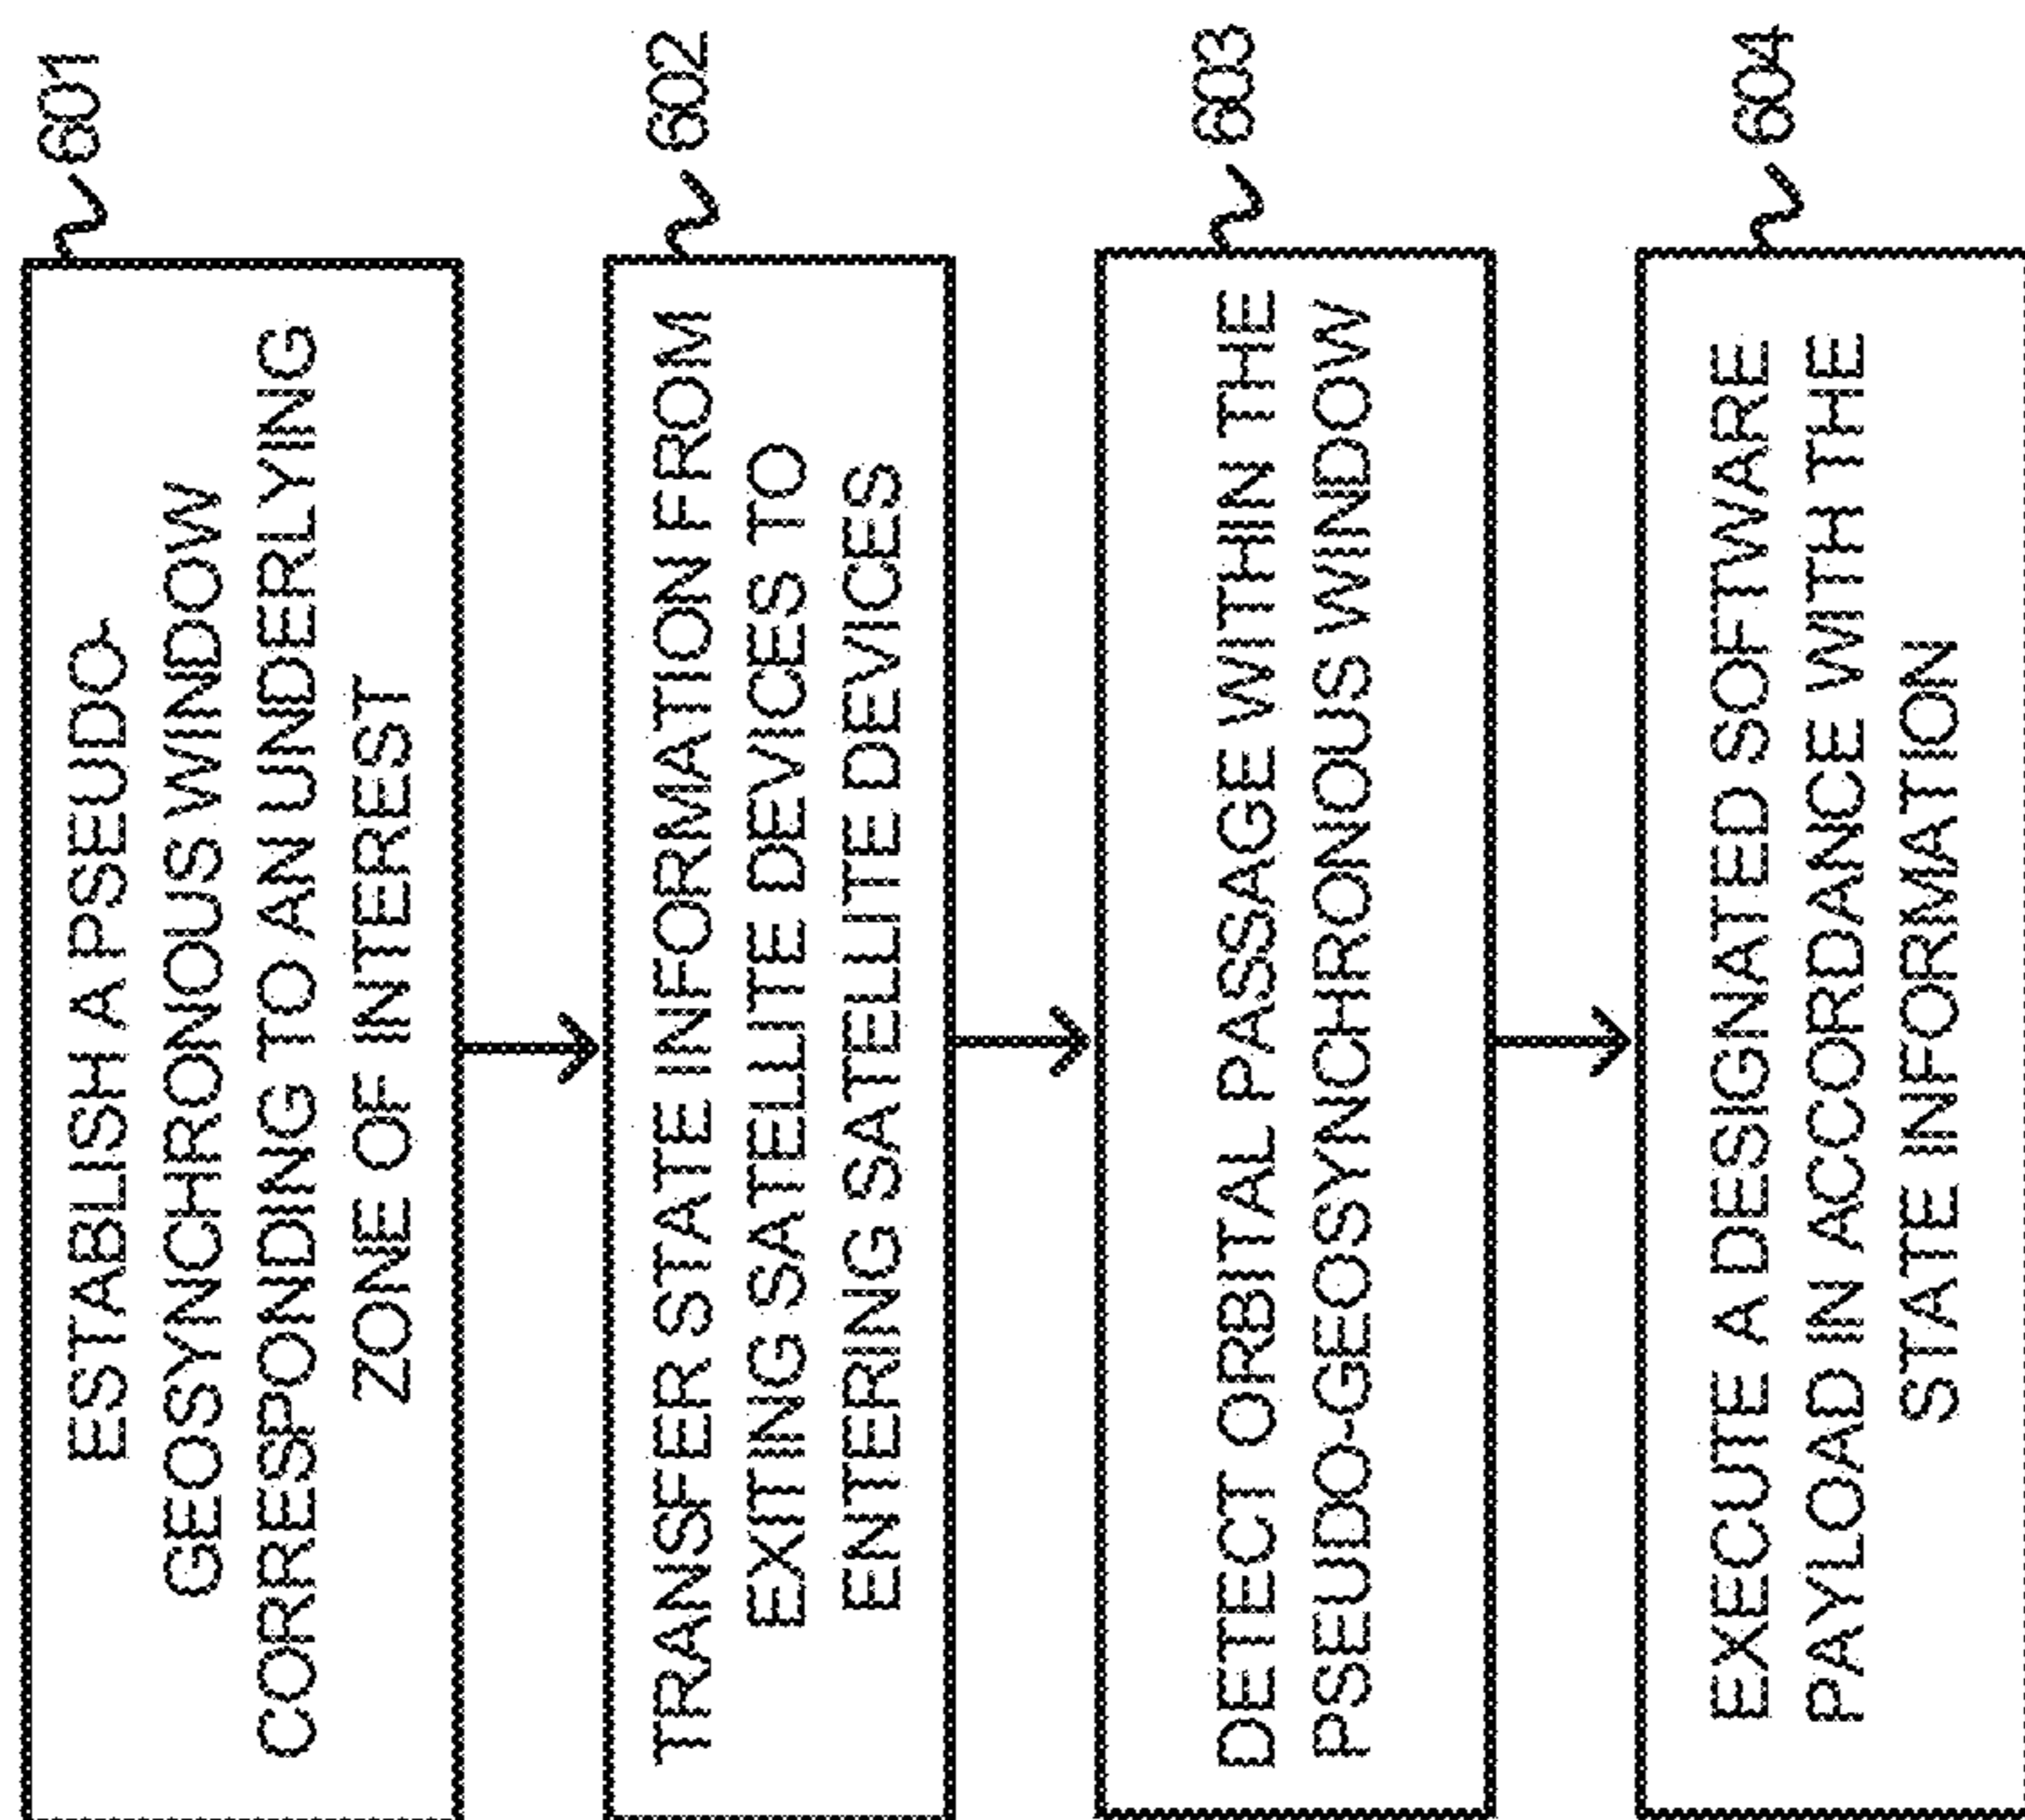 ESTABLISH A PSEUDO-
GEOSYNCHRONOUS WINDOW
CORRESPONDING TO AN UNDERLYING
ZONE OF INTEREST
601
TRANSFER STATE INFORMATION FROM
EXITING SATELLITE DEVICES TO
ENTERING SATELLITE DEVICES
602
DETECT ORBITAL PASSAGE WITHIN THE
PSEUDO-GEOSYNCHRONOUS WINDOW
603
EXECUTE A DESIGNATED SOFTWARE
PAYLOAD IN ACCORDANCE WITH THE
STATE INFORMATION
604